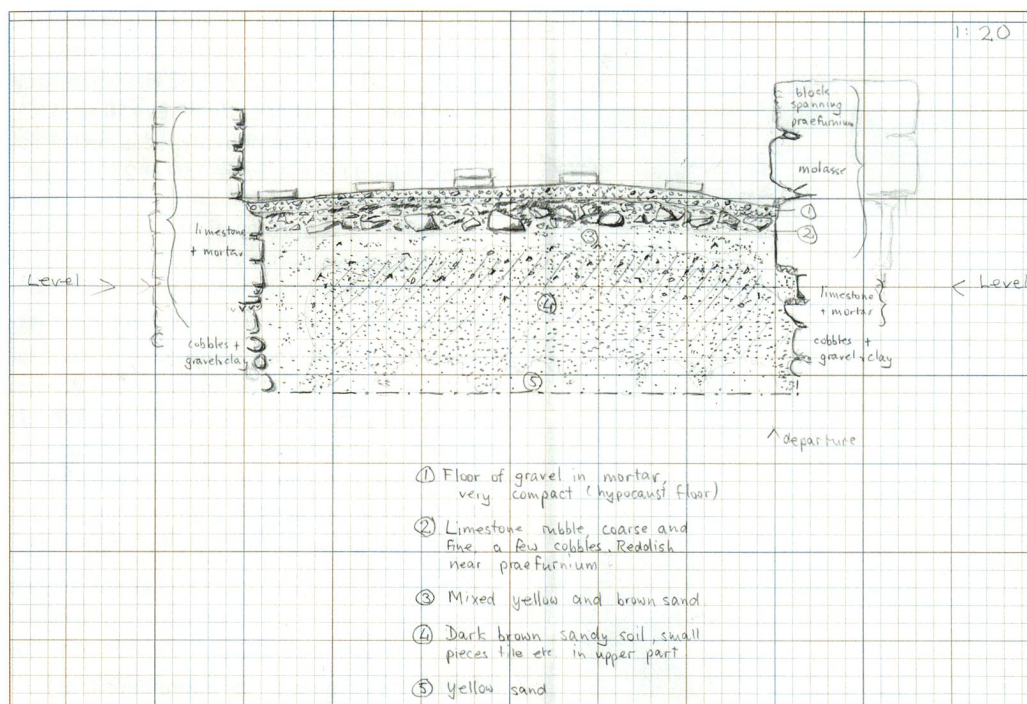 1:20
block
spanning
praefurnium
molasse
①
②
③
limestone
+ mortar
Level >
< Level
④
limestone
+ mortar
cobbles +
gravel+clay
cobbles +
gravel+clay
⑤
^ departure
① Floor of gravel in mortar,
very compact (hypocaust floor)
② Limestone rubble, coarse and
fine, a few cobbles. Reddish
near praefurnium
③ Mixed yellow and brown sand
④ Dark brown sandy soil, small
pieces tile etc. in upper part
⑤ Yellow sand